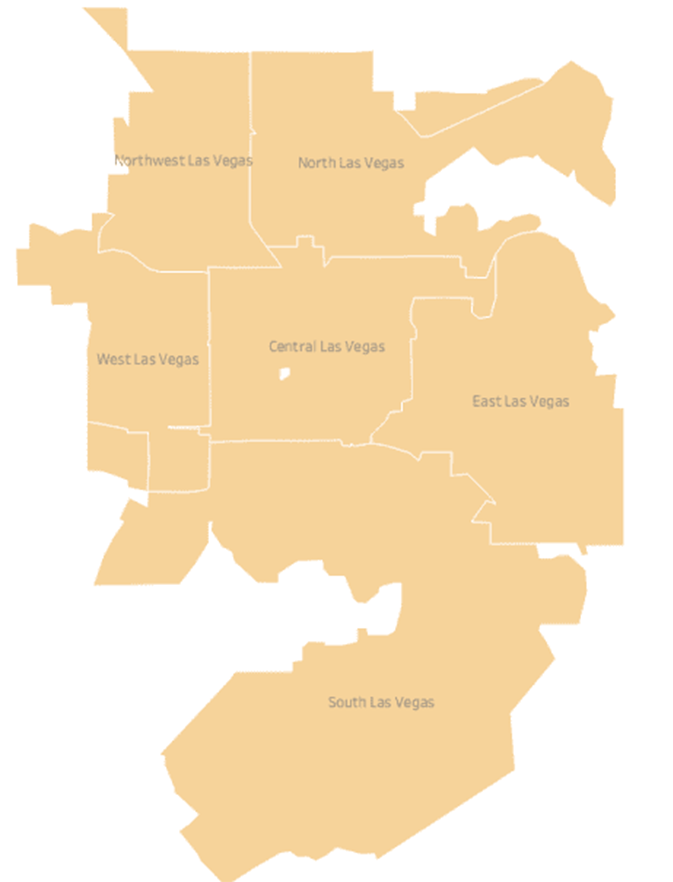 Northwest Las Vegas
North Las Vegas
Central Las Vegas
West Las Vegas
East Las Vegas
South Las Vegas